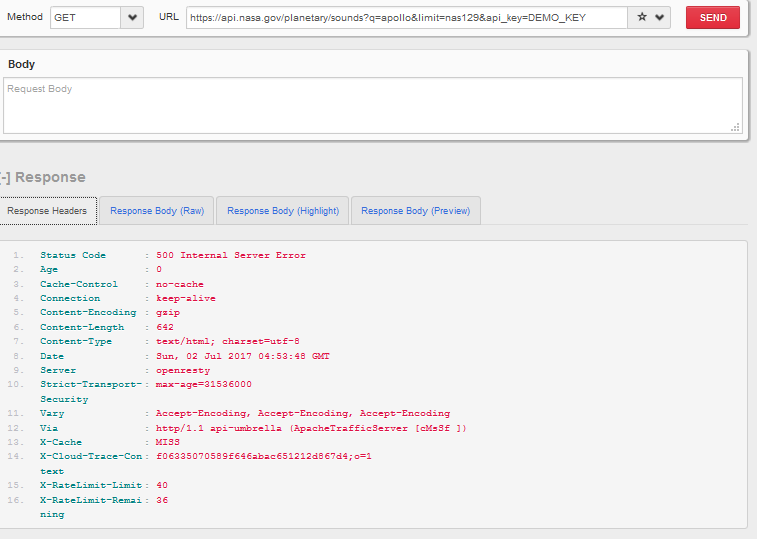 Method GET URL https://api.nasa.gov/planetary/sounds?q=apollo&limit=nas129&api_key=DEMO_KEY SEND
Body
Request Body
[-] Response
Response Headers Response Body (Raw) Response Body (Highlight) Response Body (Preview)
1. Status Code : 500 Internal Server Error
2. Age : 0
3. Cache-Control : no-cache
4. Connection : keep-alive
5. Content-Encoding : gzip
6. Content-Length : 642
7. Content-Type : text/html; charset=utf-8
8. Date : Sun, 02 Jul 2017 04:53:48 GMT
9. Server : openresty
10. Strict-Transport- : max-age=31536000
Security
11. Vary : Accept-Encoding, Accept-Encoding, Accept-Encoding
12. Via : http/1.1 api-umbrella (ApacheTrafficServer [cMsSf ])
13. X-Cache : MISS
14. X-Cloud-Trace-Con : f06335070589f646abac651212d867d4;o=1
text
15. X-RateLimit-Limit : 40
16. X-RateLimit-Remai : 36
ning